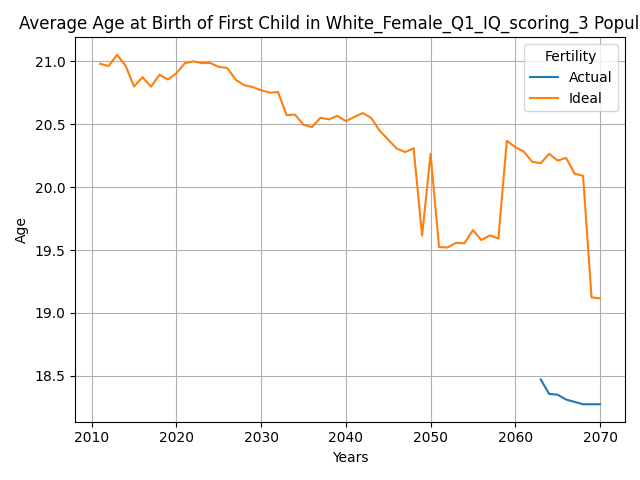 Average Age at Birth of First Child in White_Female_Q1_IQ_scoring_3 Popul
Fertility
Actual
Ideal
21.0
20.5
20.0
19.5
19.0
18.5
Age
2010 2020 2030 2040 2050 2060 2070
Years